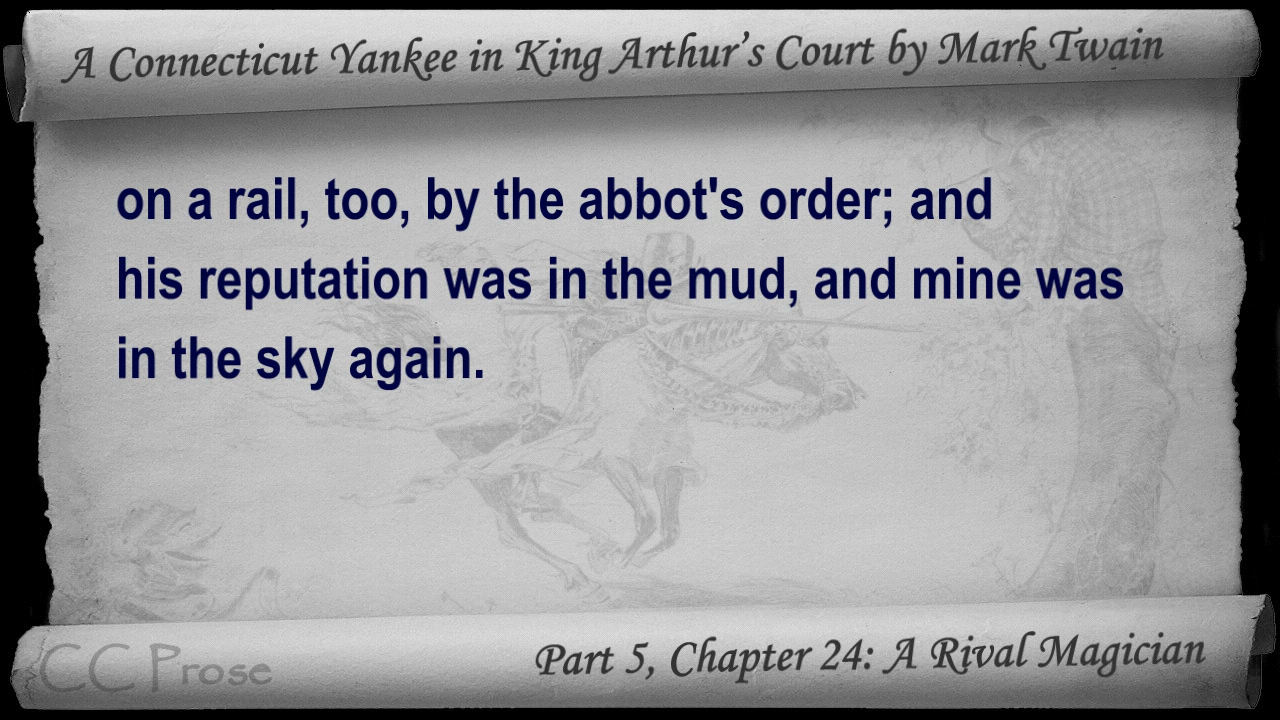 A Connecticut Yankee in King Arthur’s Court by Mark Twain
on a rail, too, by the abbot's order; and
his reputation was in the mud, and mine was
in the sky again.
CC Prose
Part 5, Chapter 24: A Rival Magician